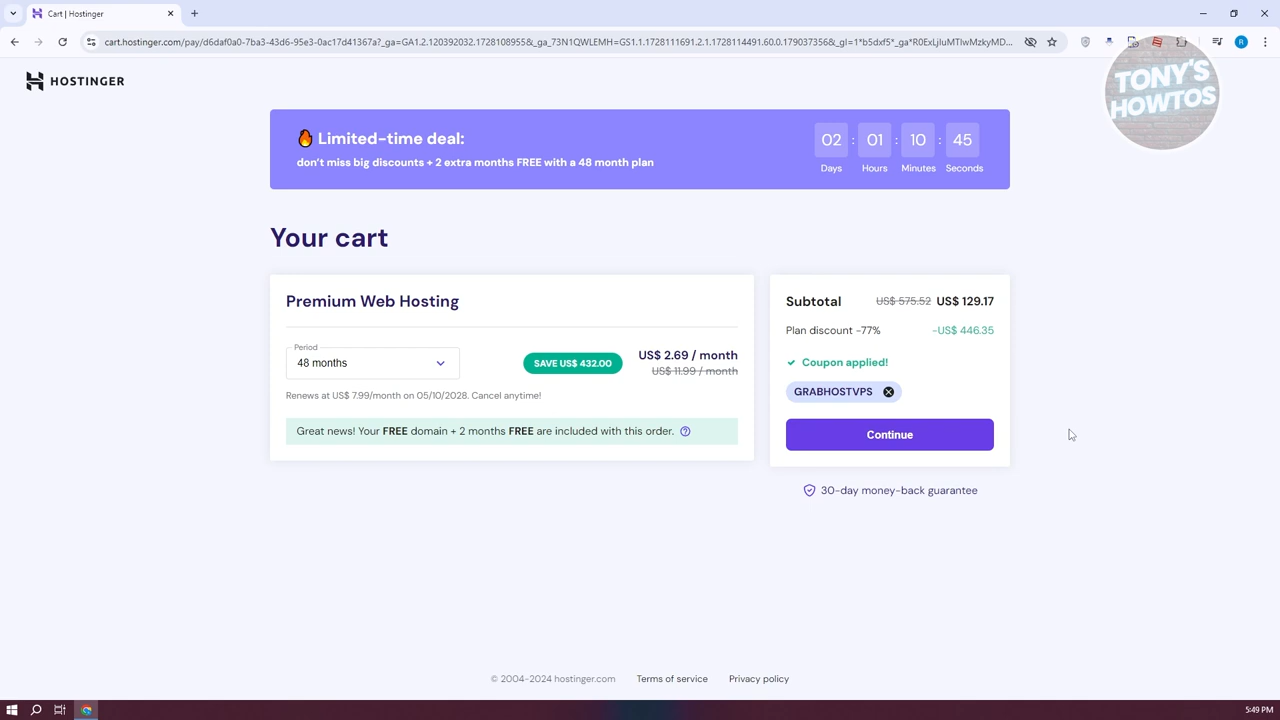 Cart | Hostinger
cart.hostinger.com/pay/d6daf0a0-7ba3-43d6-95e3-0ac17d41367a?_ga=GA1.2.120392032.1728108955&_ga_73N1QWLEMH=GS1.1.1728111691.2.1.1728114491.60.0.179037356&_gl=1*b5dxf5*_ga*R0ExLjIuMTIwMzkyMD...
R
TONY'S
HOWTOS
HOSTINGER
Limited-time deal:
don't miss big discounts + 2 extra months FREE with a 48 month plan
02 : 01 : 10 : 45
Days Hours Minutes Seconds
Your cart
Premium Web Hosting
Period
48 months
SAVE US$ 432.00
US$ 2.69 / month
US$ 11.99 / month
Renews at US$ 7.99/month on 05/10/2028. Cancel anytime!
Great news! Your FREE domain + 2 months FREE are included with this order.
Subtotal US$ 575.52 US$ 129.17
Plan discount -77% -US$ 446.35
Coupon applied!
GRABHOSTVPS
Continue
30-day money-back guarantee
© 2004-2024 hostinger.com Terms of service Privacy policy
5:49 PM